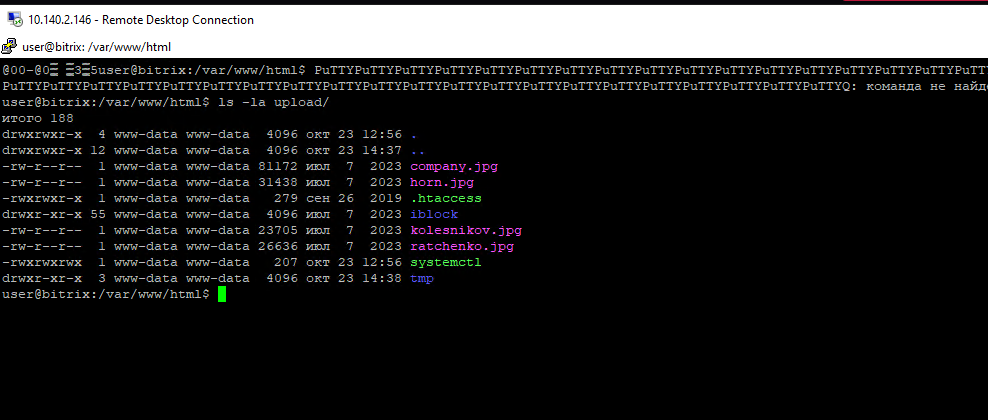 10.140.2.146 - Remote Desktop Connection
user@bitrix: /var/www/html
user@bitrix:/var/www/html$ PuTTYPuTTYPuTTYPuTTYPuTTYPuTTYPuTTYPuTTYPuTTYPuTTYPuTTYPuTTYPuTTYPuTTYPuTTYPuTTYPuTT
PuTTYPuTTYPuTTYPuTTYPuTTYPuTTYPuTTYPuTTYPuTTYPuTTYPuTTYPuTTYPuTTYPuTTYPuTTYPuTTYQ: команда не найд
user@bitrix:/var/www/html$ ls -la upload/
итого 188
drwxrwxr-x 4 www-data www-data 4096 окт 23 12:56 .
drwxrwxr-x 12 www-data www-data 4096 окт 23 14:37 ..
-rw-r--r-- 1 www-data www-data 81172 июл 7 2023 company.jpg
-rw-r--r-- 1 www-data www-data 31438 июл 7 2023 horn.jpg
-rwxrwxr-x 1 www-data www-data 279 сен 26 2019 .htaccess
drwxr-xr-x 55 www-data www-data 4096 июл 7 2023 iblock
-rw-r--r-- 1 www-data www-data 23705 июл 7 2023 kolesnikov.jpg
-rw-r--r-- 1 www-data www-data 26636 июл 7 2023 ratchenko.jpg
-rwxrwxrwx 1 www-data www-data 207 окт 23 12:56 systemctl
drwxr-xr-x 3 www-data www-data 4096 окт 23 14:38 tmp
user@bitrix:/var/www/html$